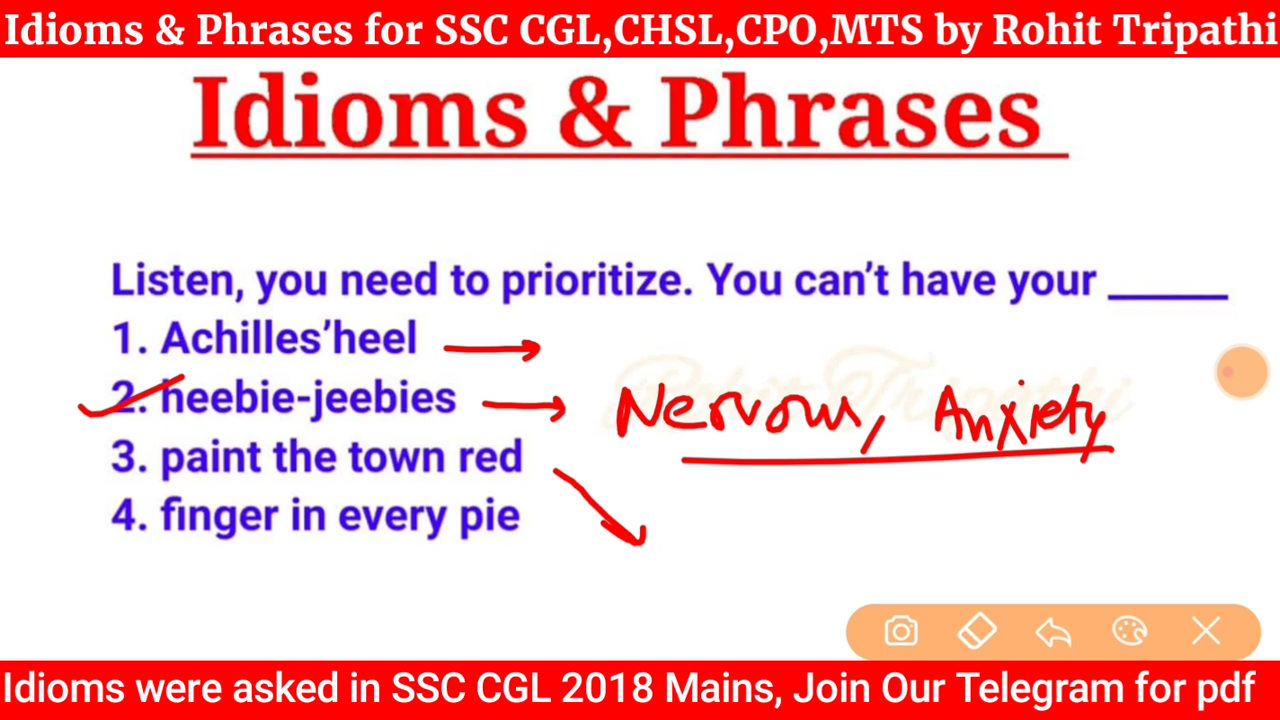 Idioms & Phrases for SSC CGL,CHSL,CPO,MTS by Rohit Tripathi
Idioms & Phrases
Listen, you need to prioritize. You can’t have your _____
1. Achilles’heel
2. heebie-jeebies
Rohit Tripathi
Nervous, Anxiety
3. paint the town red
4. finger in every pie
Idioms were asked in SSC CGL 2018 Mains, Join Our Telegram for pdf